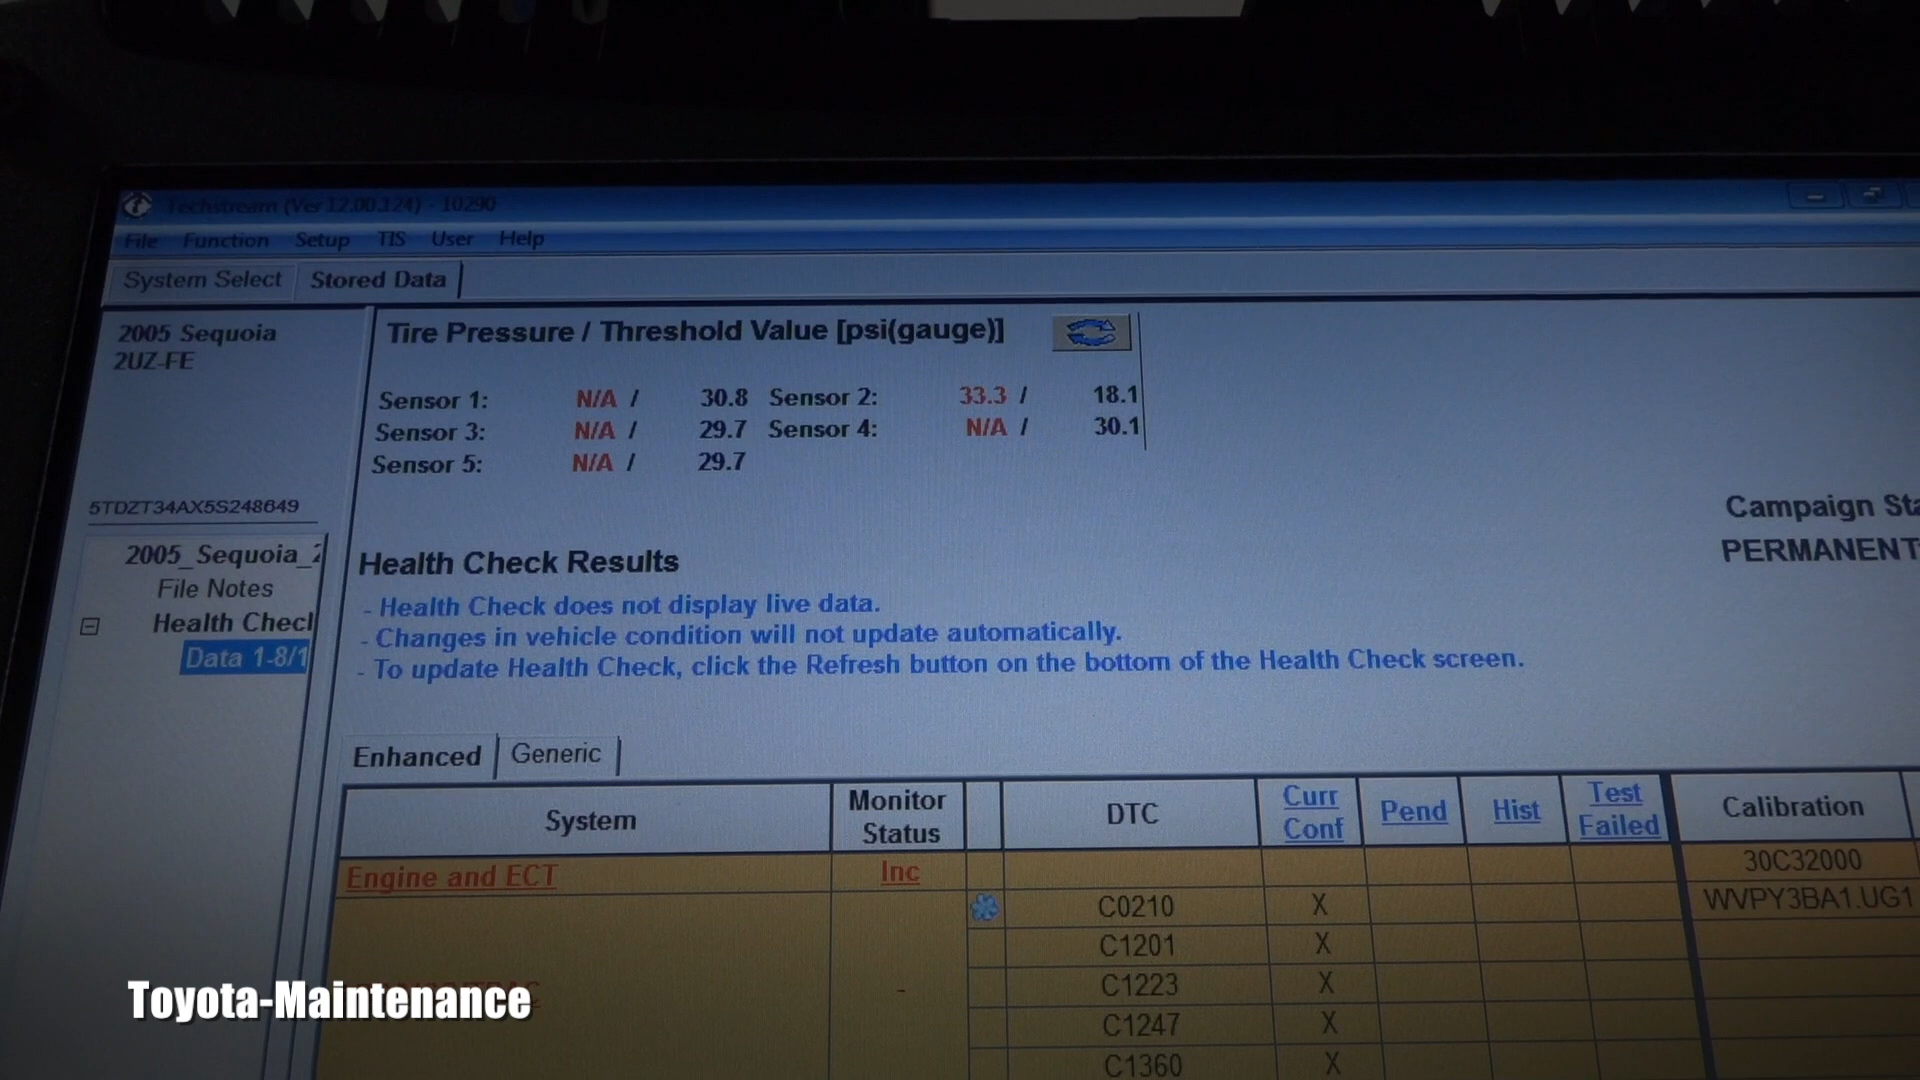 Techstream (Ver 12.00.124) - 10290
File Function Setup TIS User Help
System Select Stored Data
2005 Sequoia
2UZ-FE
Tire Pressure / Threshold Value [psi(gauge)]
Sensor 1: N/A / 30.8 Sensor 2: 33.3 / 18.1
Sensor 3: N/A / 29.7 Sensor 4: N/A / 30.1
Sensor 5: N/A / 29.7
5TDZT34AX5S248649
2005_Sequoia_2
File Notes
Health Check
Data 1-8/1
Campaign Sta
PERMANENT
Health Check Results
- Health Check does not display live data.
- Changes in vehicle condition will not update automatically.
- To update Health Check, click the Refresh button on the bottom of the Health Check screen.
Enhanced Generic
System Monitor Status DTC Curr Conf Pend Hist Test Failed Calibration
Engine and ECT Inc 30C32000
C0210 X WVPY3BA1.UG1
C1201 X
C1223 X
-
C1247 X
C1360 X
Toyota-Maintenance